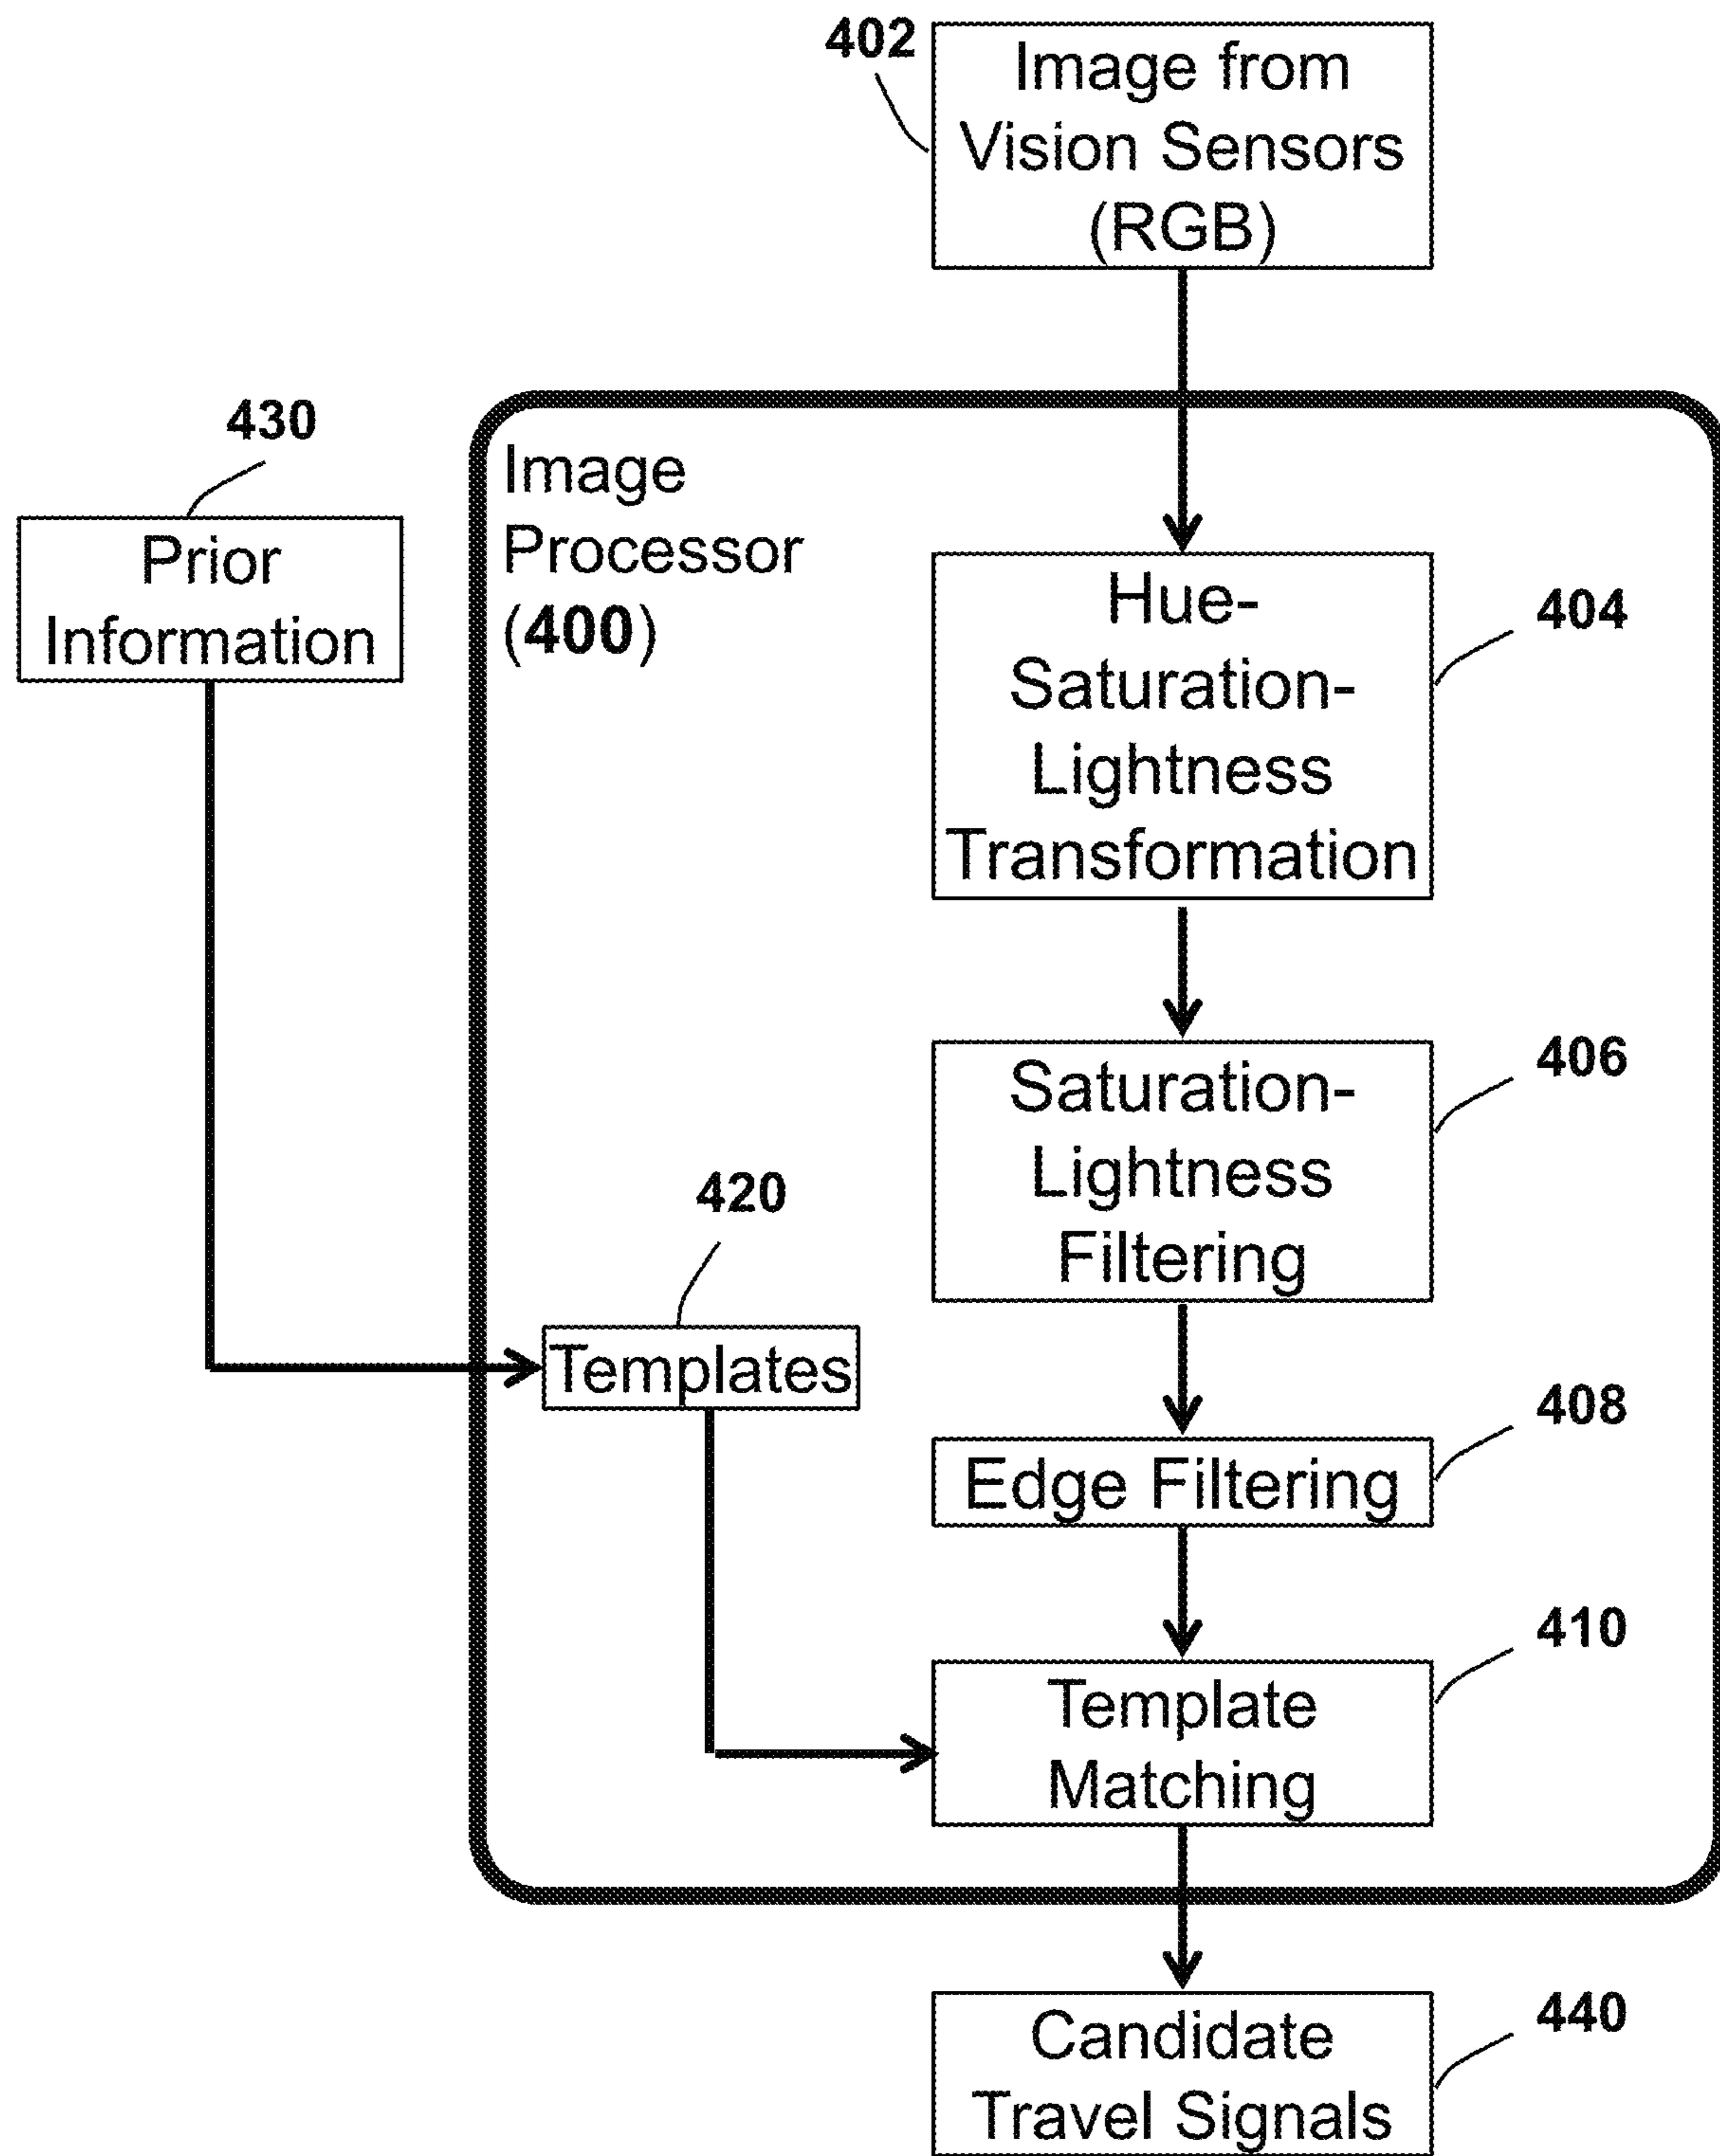 402
Image from
Vision Sensors
(RGB)
430
Prior
Information
Image
Processor
(400)
Hue-
Saturation-
Lightness
Transformation
404
Saturation-
Lightness
Filtering
406
420
Templates
Edge Filtering
408
Template
Matching
410
Candidate
Travel Signals
440